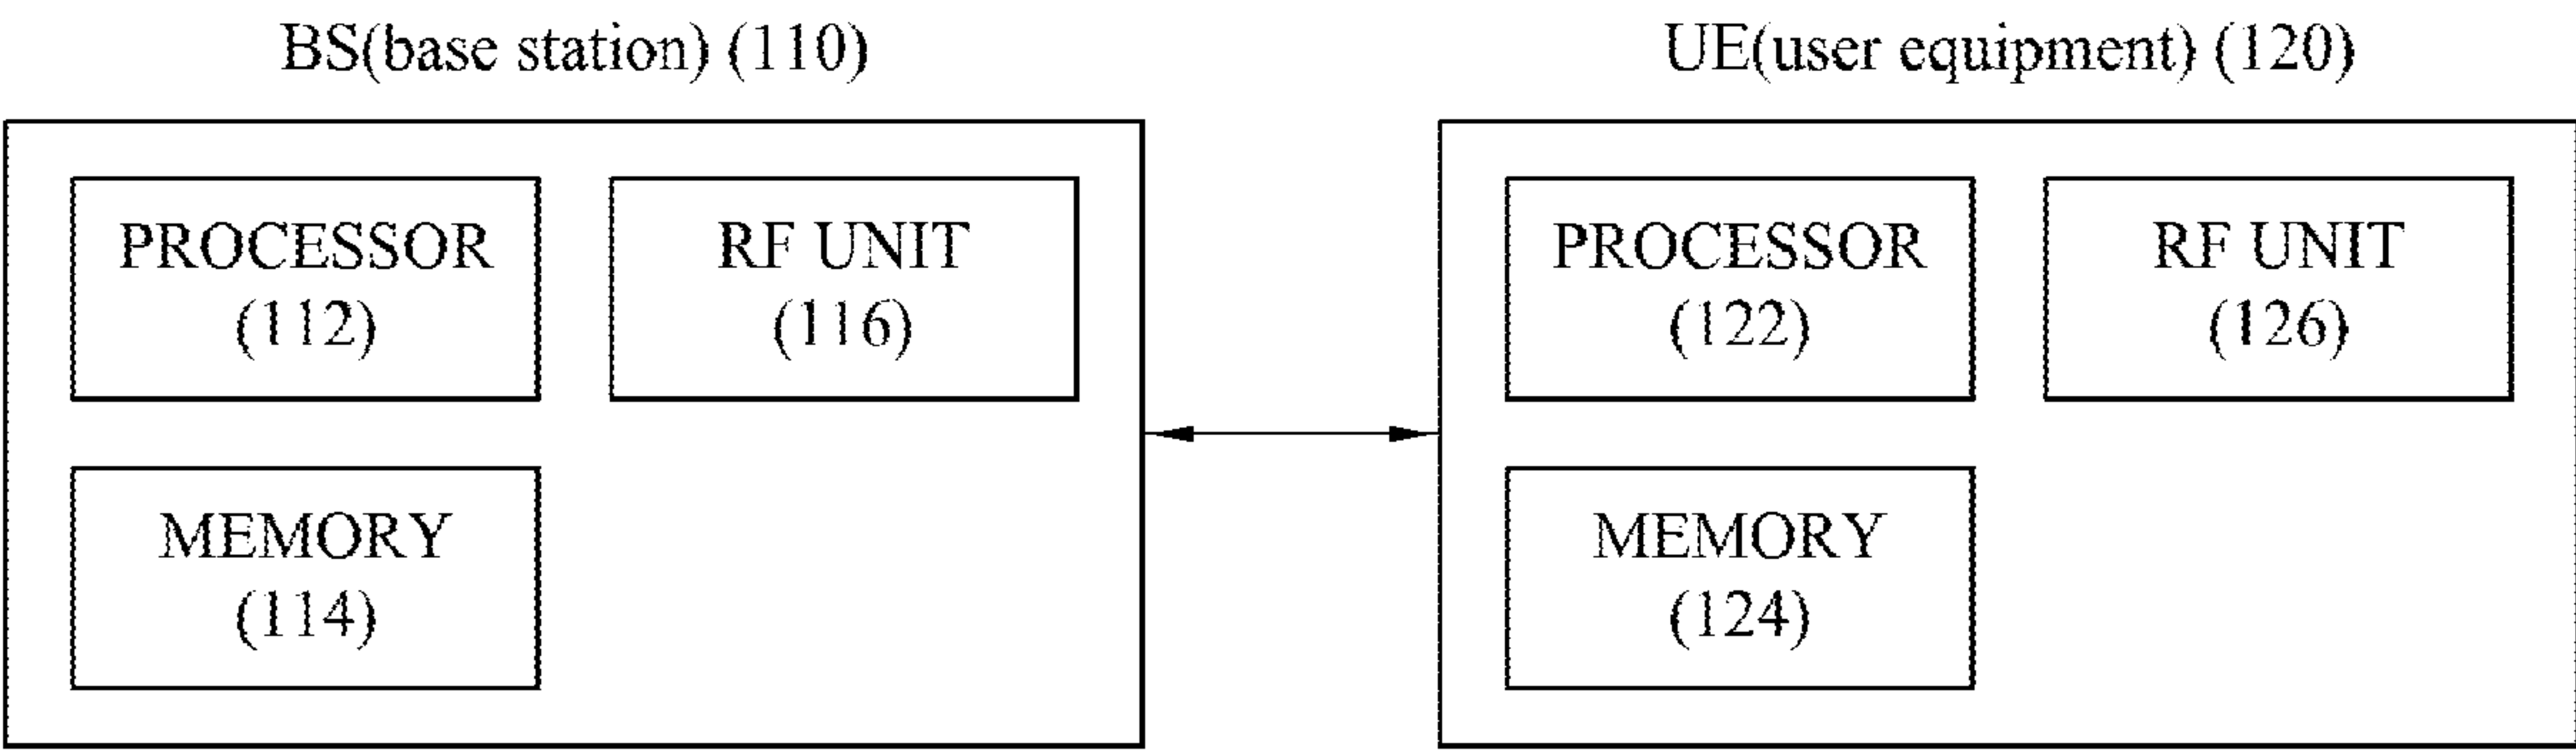 BS(base station) (110)
UE(user equipment) (120)
PROCESSOR
(112)
RF UNIT
(116)
MEMORY
(114)
PROCESSOR
(122)
RF UNIT
(126)
MEMORY
(124)